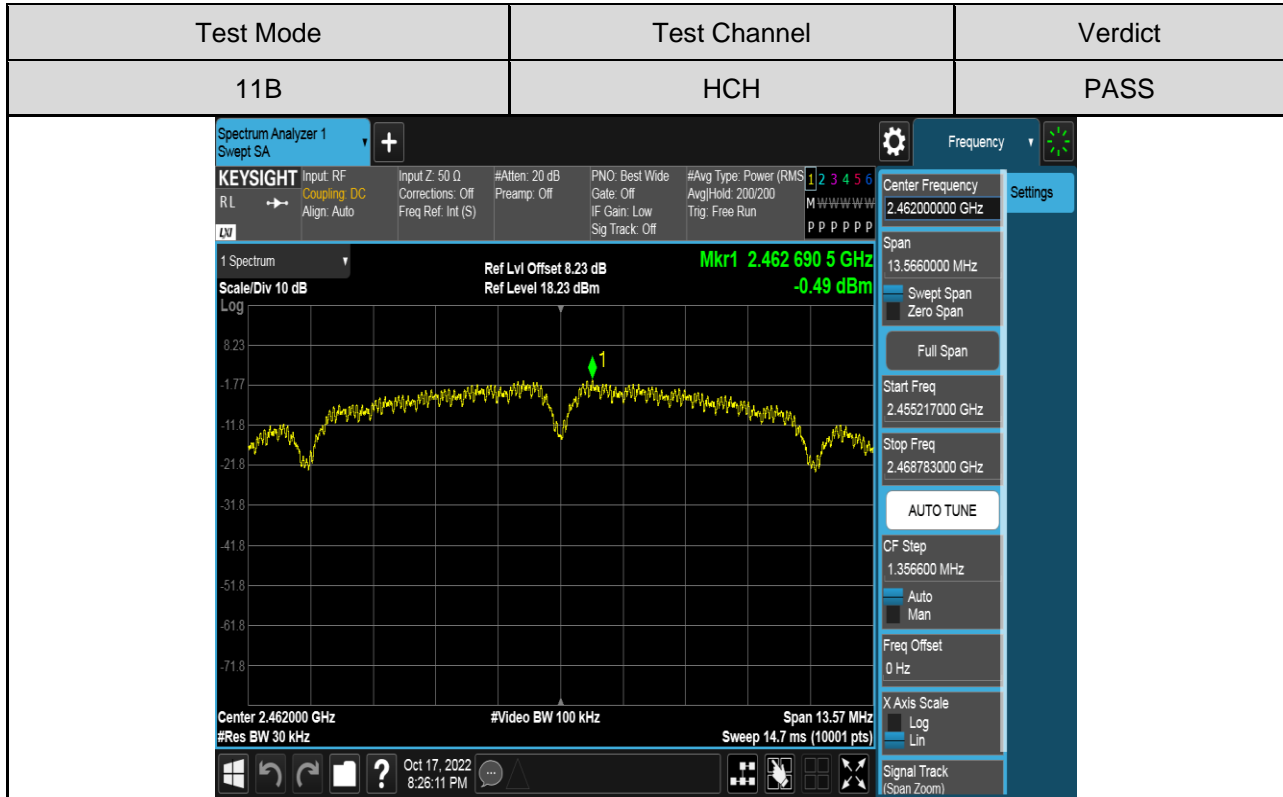 Test Mode Test Channel Verdict
11B HCH PASS
Spectrum Analyzer 1
Swept SA
+
Frequency
KEYSIGHT
RL
LXI
Input: RF
Coupling: DC
Align: Auto
Input Z: 50 Ω
Corrections: Off
Freq Ref: Int (S)
#Atten: 20 dB
Preamp: Off
PNO: Best Wide
Gate: Off
IF Gain: Low
Sig Track: Off
#Avg Type: Power (RMS
Avg|Hold: 200/200
Trig: Free Run
1 2 3 4 5 6
M W W W W W
P P P P P P
1 Spectrum
Scale/Div 10 dB
Log
Ref Lvl Offset 8.23 dB
Ref Level 18.23 dBm
Mkr1 2.462 690 5 GHz
-0.49 dBm
8.23
-1.77
-11.8
-21.8
-31.8
-41.8
-51.8
-61.8
-71.8
1
Center 2.462000 GHz
#Res BW 30 kHz
#Video BW 100 kHz
Span 13.57 MHz
Sweep 14.7 ms (10001 pts)
Center Frequency
2.462000000 GHz
Settings
Span
13.5660000 MHz
Swept Span
Zero Span
Full Span
Start Freq
2.455217000 GHz
Stop Freq
2.468783000 GHz
AUTO TUNE
CF Step
1.356600 MHz
Auto
Man
Freq Offset
0 Hz
X Axis Scale
Log
Lin
Signal Track
(Span Zoom)
?
Oct 17, 2022
8:26:11 PM